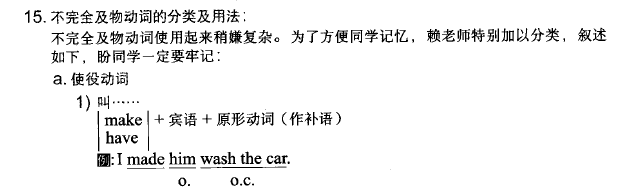 15. 不完全及物动词的分类及用法：
不完全及物动词使用起来稍嫌复杂。为了方便同学记忆，赖老师特别加以分类，叙述
如下，盼同学一定要牢记：
a. 使役动词
1) 叫……
make
have
+ 宾语 + 原形动词（作补语）
例: I made him wash the car.
o. o.c.